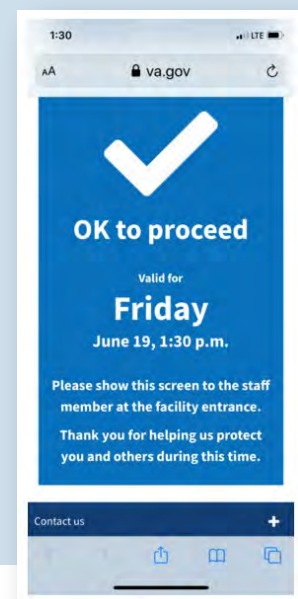 1:30
LTE
AA va.gov
OK to proceed
Valid for
Friday
June 19, 1:30 p.m.
Please show this screen to the staff
member at the facility entrance.
Thank you for helping us protect
you and others during this time.
Contact us +